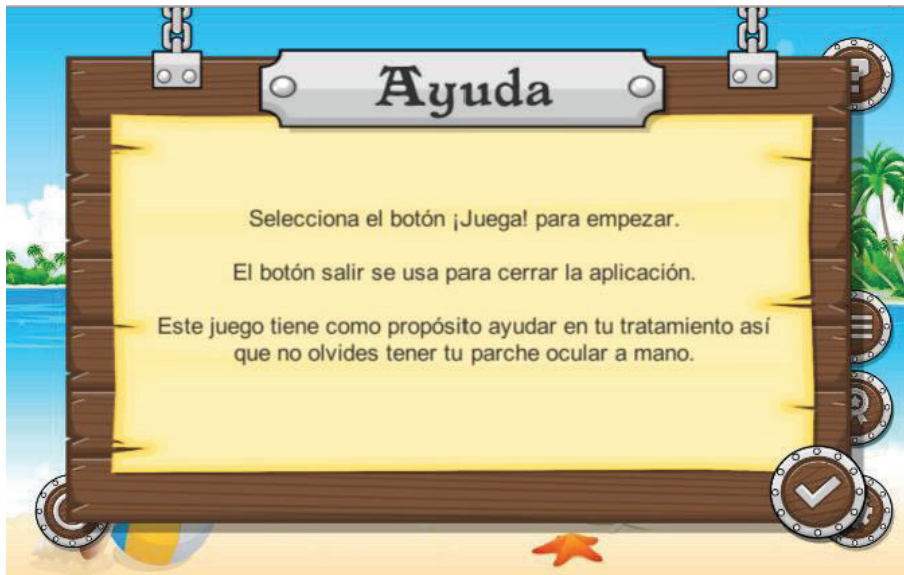 Ayuda
Selecciona el botón ¡Juega! para empezar.
El botón salir se usa para cerrar la aplicación.
Este juego tiene como propósito ayudar en tu tratamiento así
que no olvides tener tu parche ocular a mano.